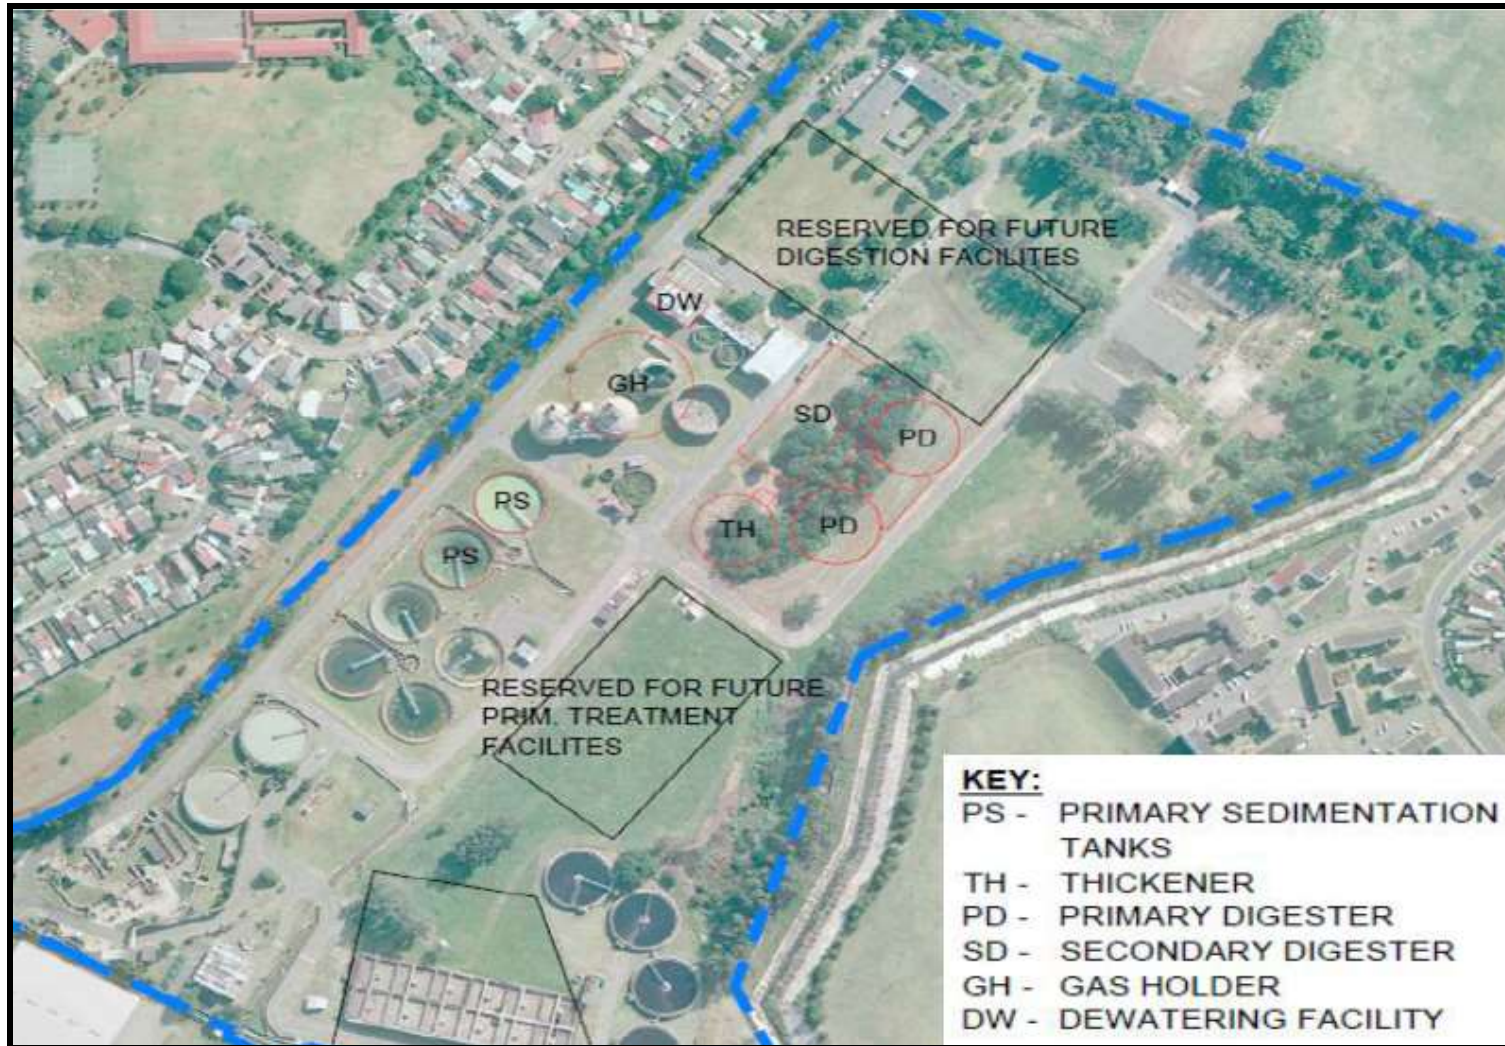 RESERVED FOR FUTURE
DIGESTION FACILITES
DW
GH
SD
PD
PS
TH
PD
PS
RESERVED FOR FUTURE
PRIM. TREATMENT
FACILITES
KEY:
PS - PRIMARY SEDIMENTATION
TANKS
TH - THICKENER
PD - PRIMARY DIGESTER
SD - SECONDARY DIGESTER
GH - GAS HOLDER
DW - DEWATERING FACILITY